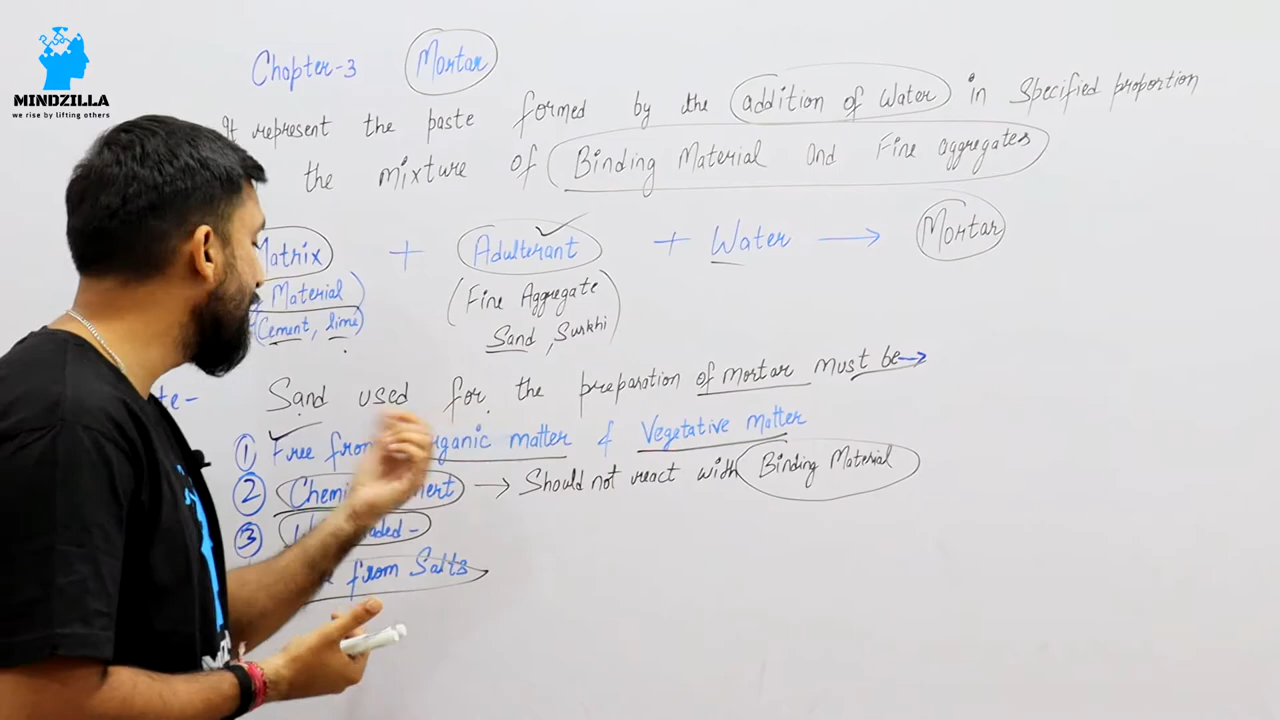 MINDZILLA
we rise by lifting others
Chapter-3 Mortar
It represent the paste formed by the addition of water in specified proportion
the mixture of Binding Material and Fine aggregates
Matrix + Adulterant + Water → Mortar
Material) (Fine Aggregate
(Cement, lime) Sand, Surkhi)
Sand used for the preparation of mortar must be →
① Free from matter & Vegetative matter
② → Should not react with Binding Material
③
from Salts